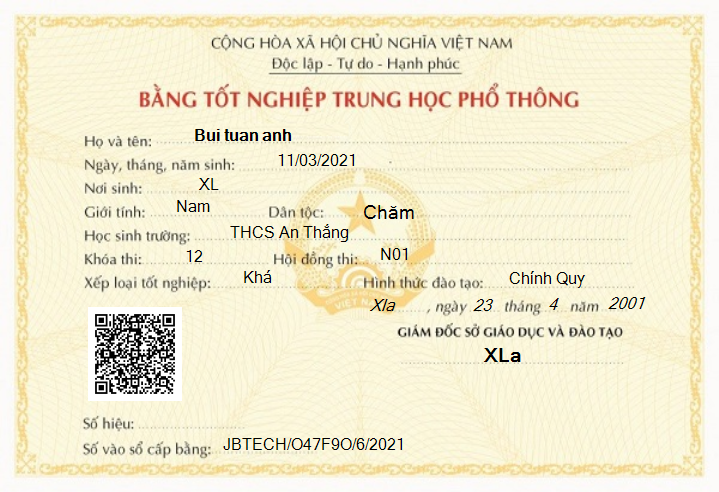 CỘNG HÒA XÃ HỘI CHỦ NGHĨA VIỆT NAM
Độc lập - Tự do - Hạnh phúc
BẰNG TỐT NGHIỆP TRUNG HỌC PHỔ THÔNG
Họ và tên: Bui tuan anh
Ngày, tháng, năm sinh: 11/03/2021
Nơi sinh: XL
Giới tính: Nam Dân tộc: Chăm
Học sinh trường: THCS An Thắng
Khóa thi: 12 Hội đồng thi: N01
Xếp loại tốt nghiệp: Khá Hình thức đào tạo: Chính Quy
Xla, ngày 23 tháng 4 năm 2001
GIÁM ĐỐC SỞ GIÁO DỤC VÀ ĐÀO TẠO
XLa
VIỆT NAM
Số hiệu:
Số vào sổ cấp bằng: JBTECH/O47F9O/6/2021